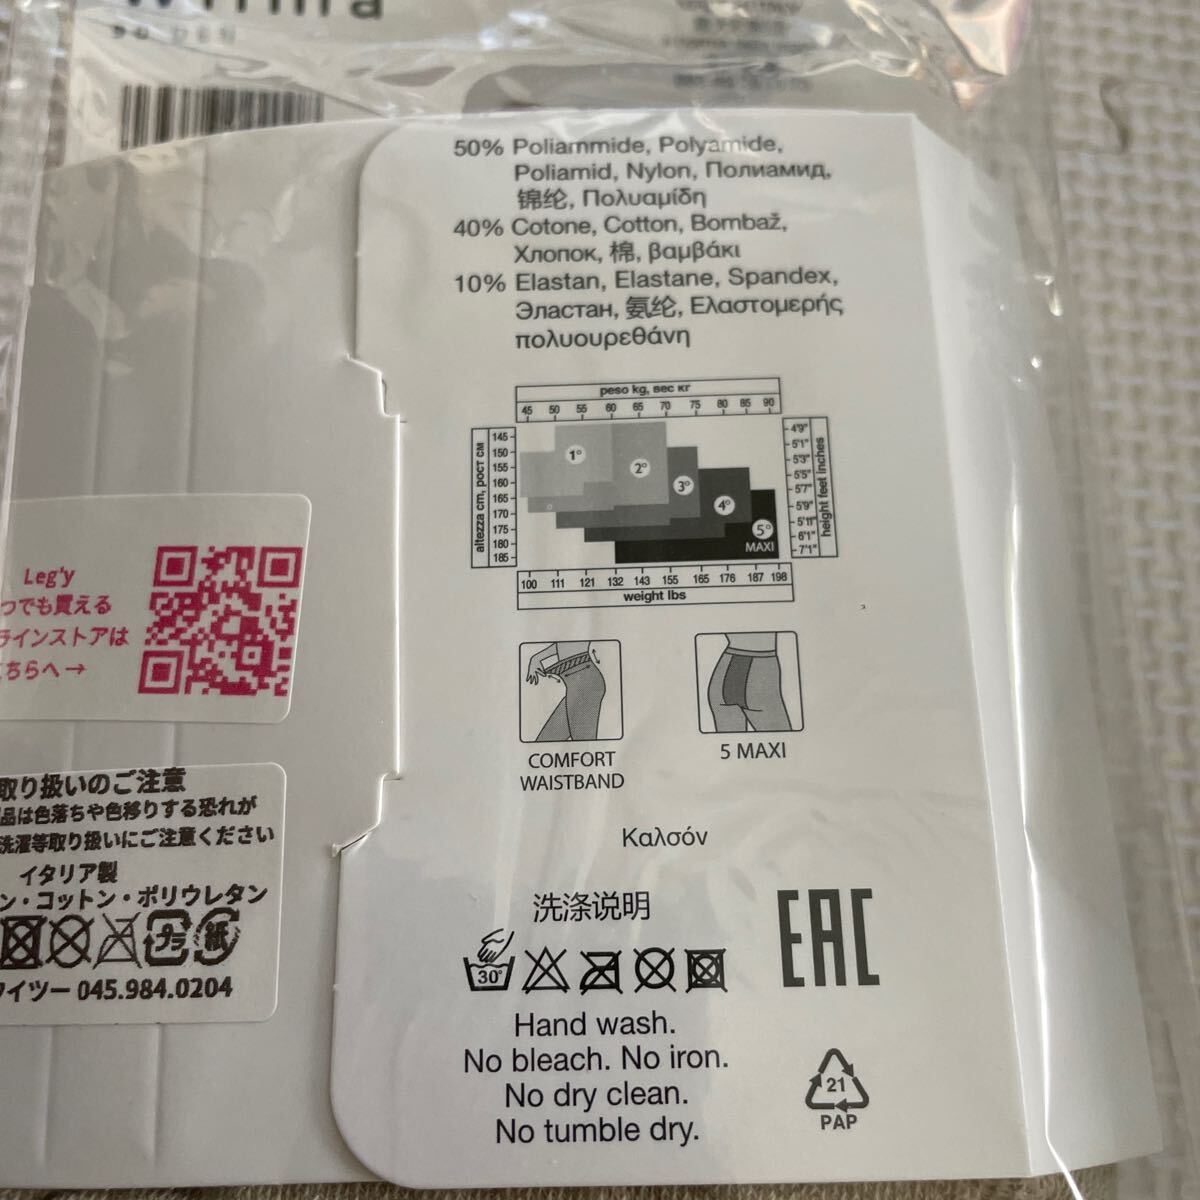 50% Poliammide, Polyamide,
Poliamid, Nylon, Полиамид,
锦纶, Πολυαμίδη
40% Cotone, Cotton, Bombaž,
Хлопок, 棉, βαμβάκι
10% Elastan, Elastane, Spandex,
Эластан, 氨纶, Ελαστομερής
πολυουρεθάνη
peso kg, вес кг
45 50 55 60 65 70 75 80 85 90
altezza cm, рост см
145
150
155
160
165
170
175
180
185
1°
2°
3°
4°
5°
MAXI
4'9"
5'1"
5'3"
5'5"
5'7"
5'9"
5'11"
6'1"
7'1"
height feet inches
100 111 121 132 143 155 165 176 187 198
weight lbs
COMFORT
WAISTBAND
5 MAXI
Καλσόν
洗涤说明
30°
EAC
Hand wash.
No bleach. No iron.
No dry clean.
No tumble dry.
21
PAP
Leg'y
つでも買える
ラインストアは
ちらへ→
取り扱いのご注意
品は色落ちや色移りする恐れが
洗濯等取り扱いにご注意ください
イタリア製
ン・コットン・ポリウレタン
プラ
紙
イツー 045.984.0204